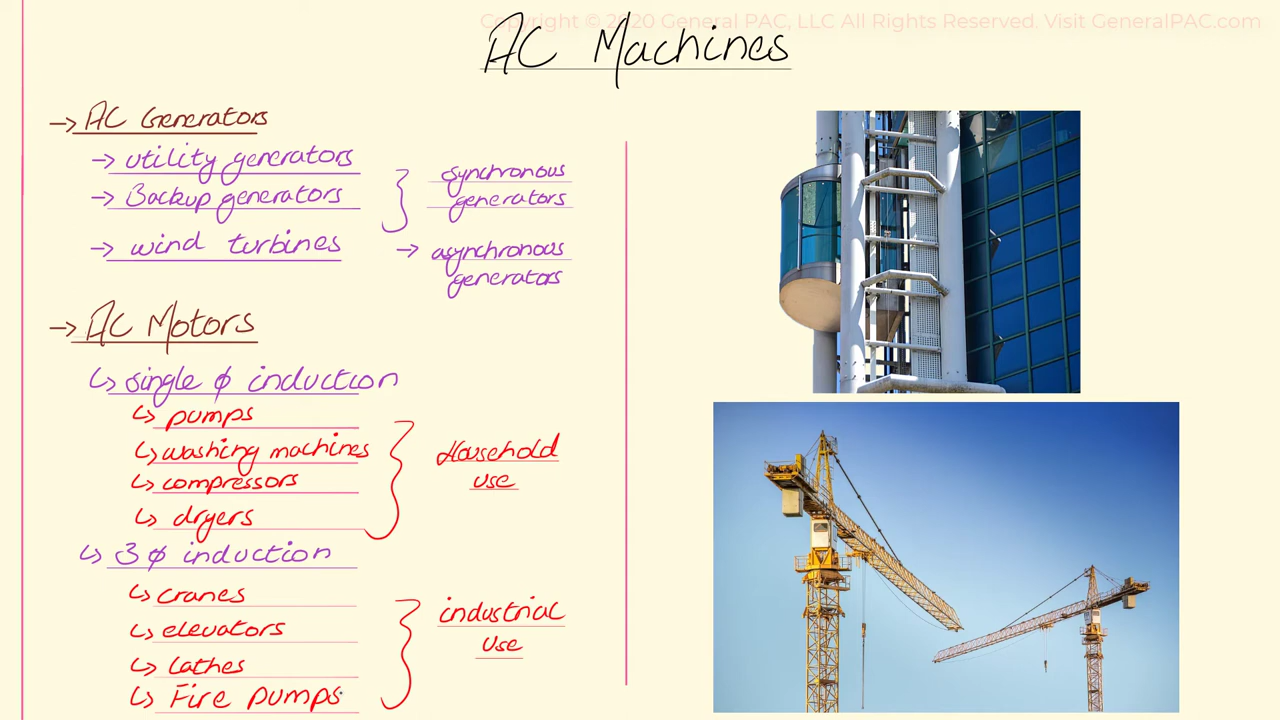 Copyright © 2020 General PAC, LLC All Rights Reserved. Visit GeneralPAC.com
AC Machines
→ AC Generators
→ utility generators
→ Backup generators
synchronous
generators
→ wind turbines
→ asynchronous
generators
→ AC Motors
↳ single ϕ induction
↳ pumps
↳ washing machines
↳ compressors
↳ dryers
Household
use
↳ 3 ϕ induction
↳ cranes
↳ elevators
↳ lathes
↳ Fire pumps
industrial
use